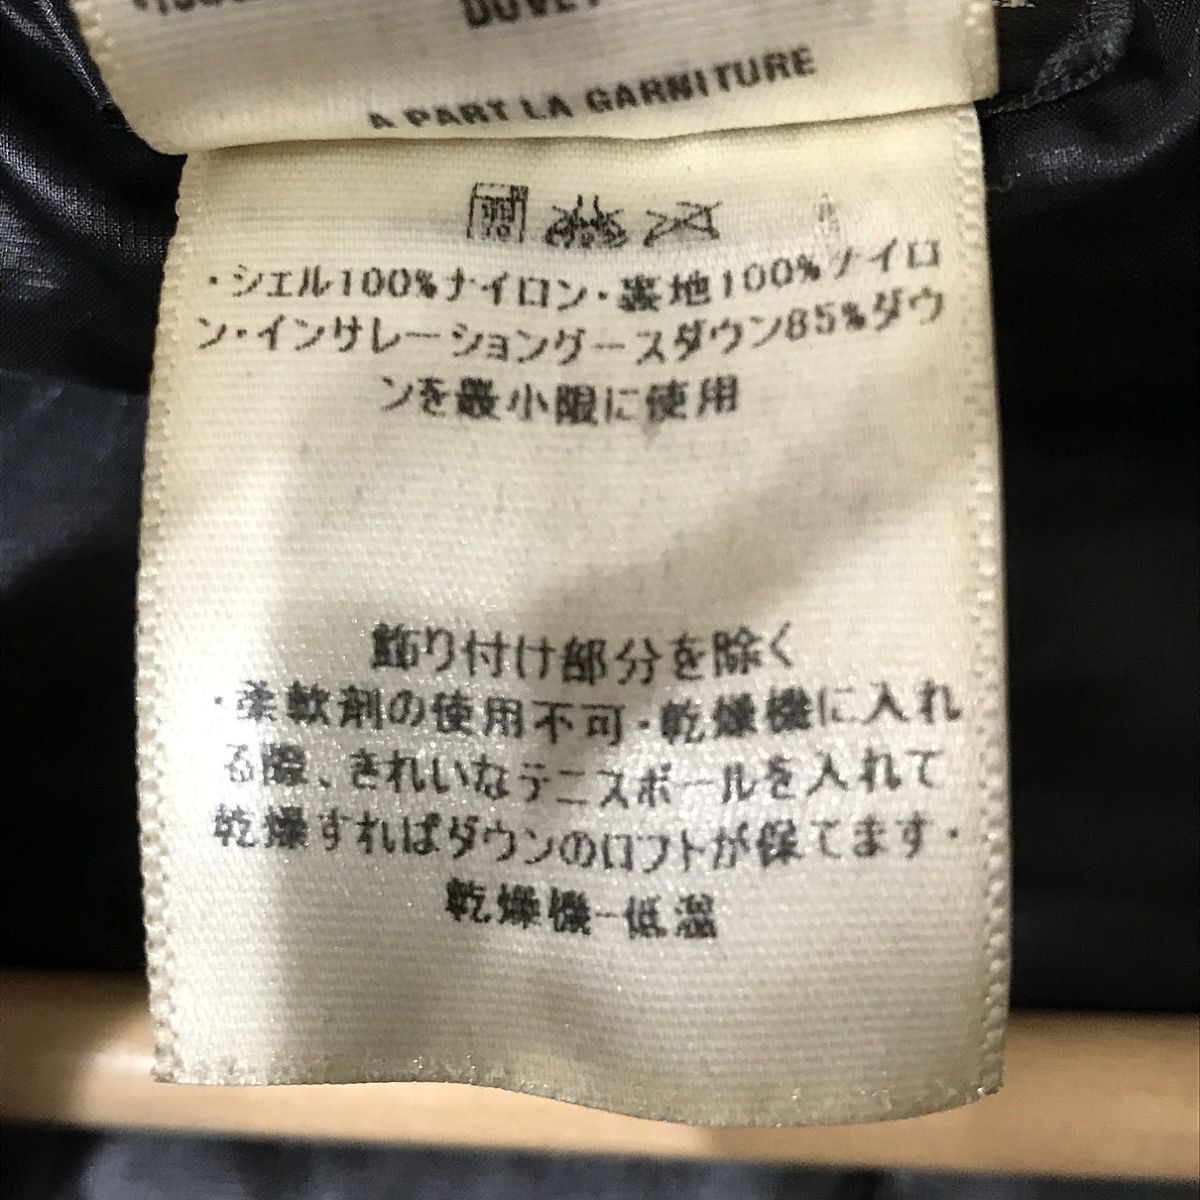 A PART LA GARNITURE
・シェル100%ナイロン・裏地100%ナイロ
ン・インサレーショングースダウン85%ダウ
ンを最小限に使用
飾り付け部分を除く
・柔軟剤の使用不可・乾燥機に入れ
る際、きれいなテニスボールを入れて
乾燥すればダウンのロフトが保てます・
乾燥機-低温